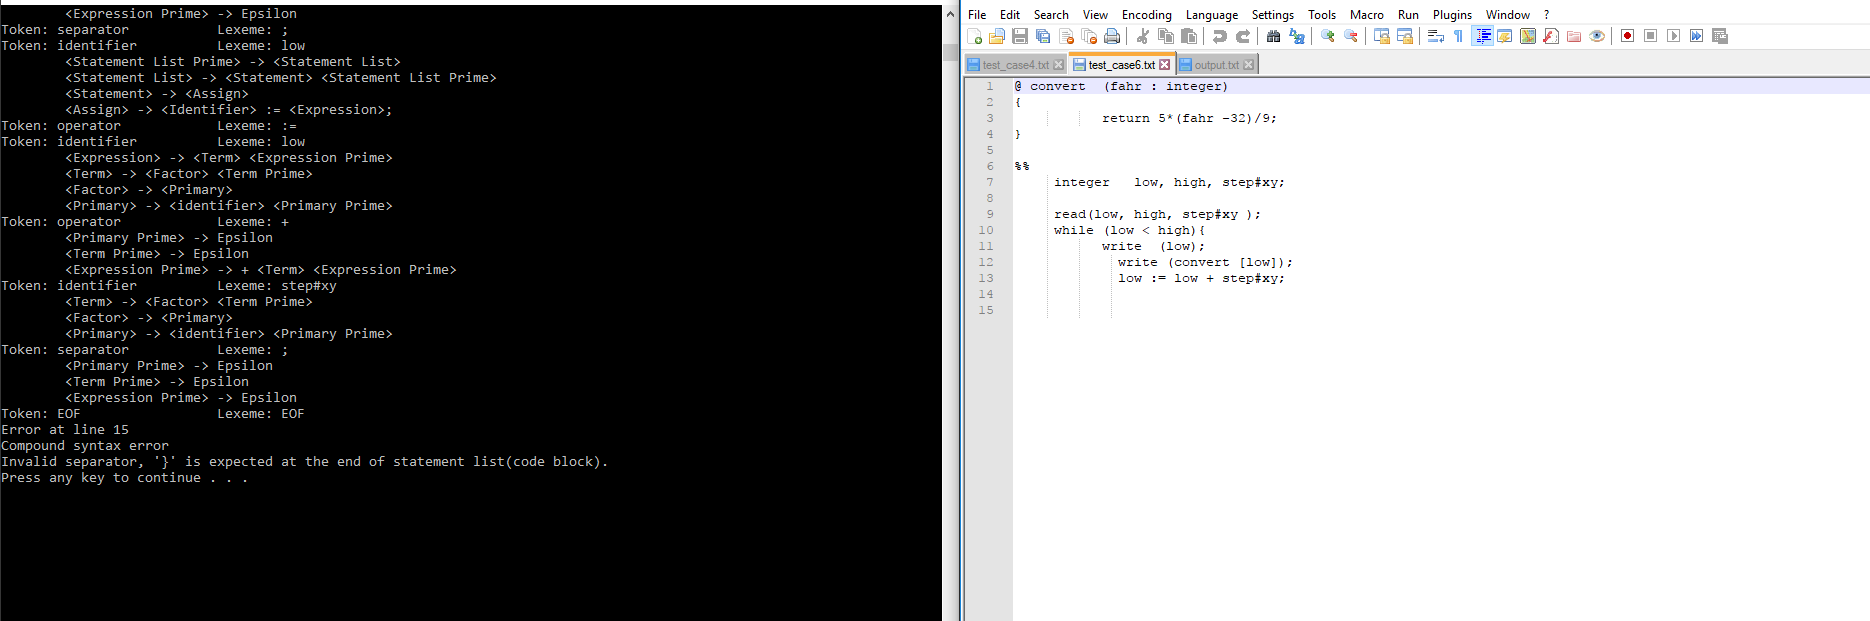 <Expression Prime> -> Epsilon
Token: separator Lexeme: ;
Token: identifier Lexeme: low
<Statement List Prime> -> <Statement List>
<Statement List> -> <Statement> <Statement List Prime>
<Statement> -> <Assign>
<Assign> -> <Identifier> := <Expression>;
Token: operator Lexeme: :=
Token: identifier Lexeme: low
<Expression> -> <Term> <Expression Prime>
<Term> -> <Factor> <Term Prime>
<Factor> -> <Primary>
<Primary> -> <identifier> <Primary Prime>
Token: operator Lexeme: +
<Primary Prime> -> Epsilon
<Term Prime> -> Epsilon
<Expression Prime> -> + <Term> <Expression Prime>
Token: identifier Lexeme: step#xy
<Term> -> <Factor> <Term Prime>
<Factor> -> <Primary>
<Primary> -> <identifier> <Primary Prime>
Token: separator Lexeme: ;
<Primary Prime> -> Epsilon
<Term Prime> -> Epsilon
<Expression Prime> -> Epsilon
Token: EOF Lexeme: EOF
Error at line 15
Compound syntax error
Invalid separator, '}' is expected at the end of statement list(code block).
Press any key to continue . . .
File Edit Search View Encoding Language Settings Tools Macro Run Plugins Window ?
test_case4.txt test_case6.txt output.txt
1 @ convert (fahr : integer)
2 {
3 return 5*(fahr -32)/9;
4 }
5
6 %%
7 integer low, high, step#xy;
8
9 read(low, high, step#xy );
10 while (low < high){
11 write (low);
12 write (convert [low]);
13 low := low + step#xy;
14
15